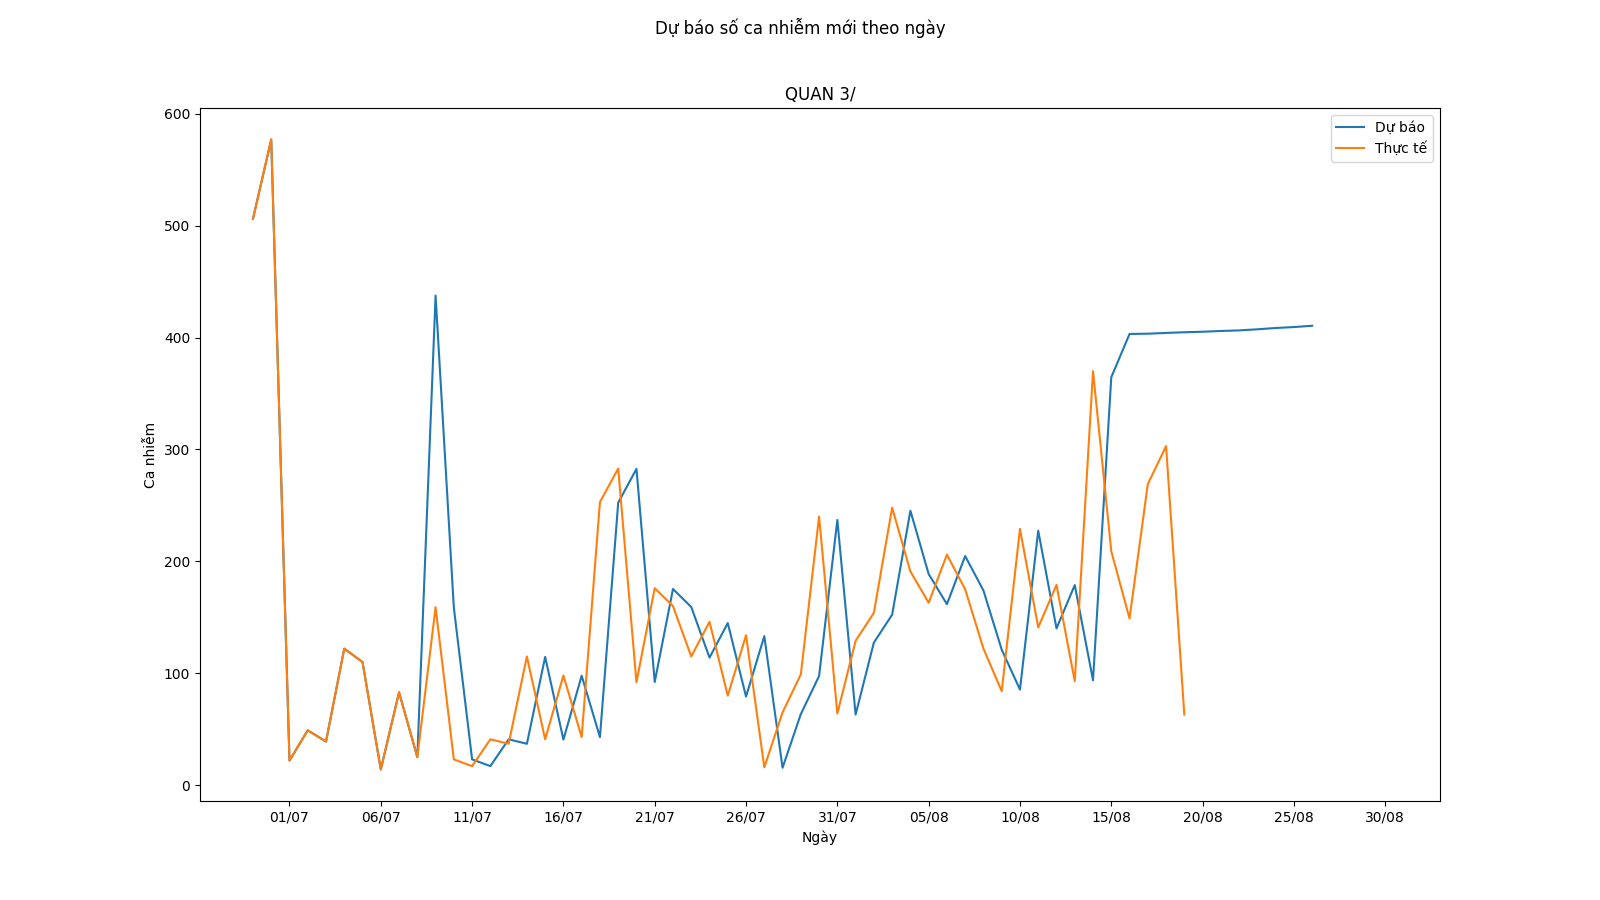 Dự báo số ca nhiễm mới theo ngày
QUAN 3/
600
500
400
300
200
100
0
Ca nhiễm
Dự báo
Thực tế
01/07 06/07 11/07 16/07 21/07 26/07 31/07 05/08 10/08 15/08 20/08 25/08 30/08
Ngày